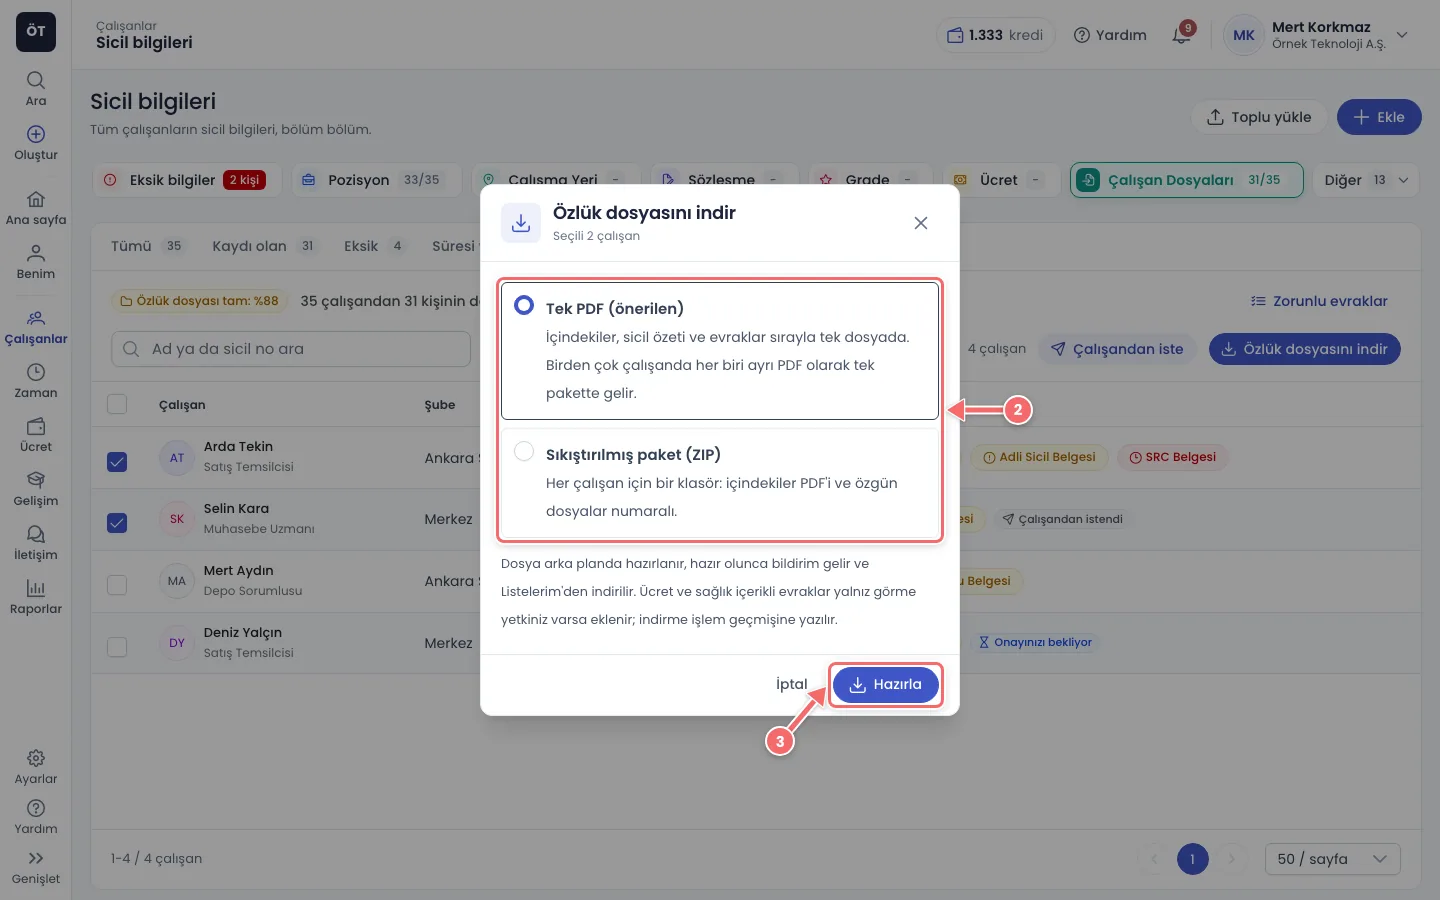 ÖT
Çalışanlar
Sicil bilgileri
1.333 kredi
Yardım
9
MK
Mert Korkmaz
Örnek Teknoloji A.Ş.
Ara
Oluştur
Ana sayfa
Benim
Çalışanlar
Zaman
Ücret
Gelişim
İletişim
Raporlar
Ayarlar
Yardım
Genişlet
Sicil bilgileri
Tüm çalışanların sicil bilgileri, bölüm bölüm.
Toplu yükle
Ekle
Eksik bilgiler 2 kişi
Pozisyon 33/35
Çalışma Yeri -
Sözleşme -
Grade -
Ücret -
Çalışan Dosyaları 31/35
Diğer 13
Tümü 35
Kaydı olan 31
Eksik 4
Süresi
Özlük dosyası tam: %88
35 çalışandan 31 kişinin
Zorunlu evraklar
Ad ya da sicil no ara
4 çalışan
Çalışandan iste
Özlük dosyasını indir
Çalışan
Şube
AT
Arda Tekin
Satış Temsilcisi
Ankara
Adli Sicil Belgesi
SRC Belgesi
SK
Selin Kara
Muhasebe Uzmanı
Merkez
Çalışandan istendi
MA
Mert Aydın
Depo Sorumlusu
Ankara
Belgesi
DY
Deniz Yalçın
Satış Temsilcisi
Merkez
Onayınızı bekliyor
1-4 / 4 çalışan
1
50 / sayfa
Özlük dosyasını indir
Seçili 2 çalışan
Tek PDF (önerilen)
İçindekiler, sicil özeti ve evraklar sırayla tek dosyada.
Birden çok çalışanda her biri ayrı PDF olarak tek
pakette gelir.
Sıkıştırılmış paket (ZIP)
Her çalışan için bir klasör: içindekiler PDF'i ve özgün
dosyalar numaralı.
2
Dosya arka planda hazırlanır, hazır olunca bildirim gelir ve
Listelerim'den indirilir. Ücret ve sağlık içerikli evraklar yalnız görme
yetkiniz varsa eklenir; indirme işlem geçmişine yazılır.
İptal
Hazırla
3